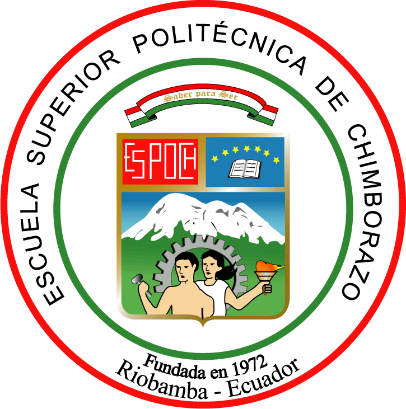 ESCUELA SUPERIOR POLITÉCNICA DE CHIMBORAZO
Saber para Ser
ESPOCH
Fundada en 1972
Riobamba - Ecuador